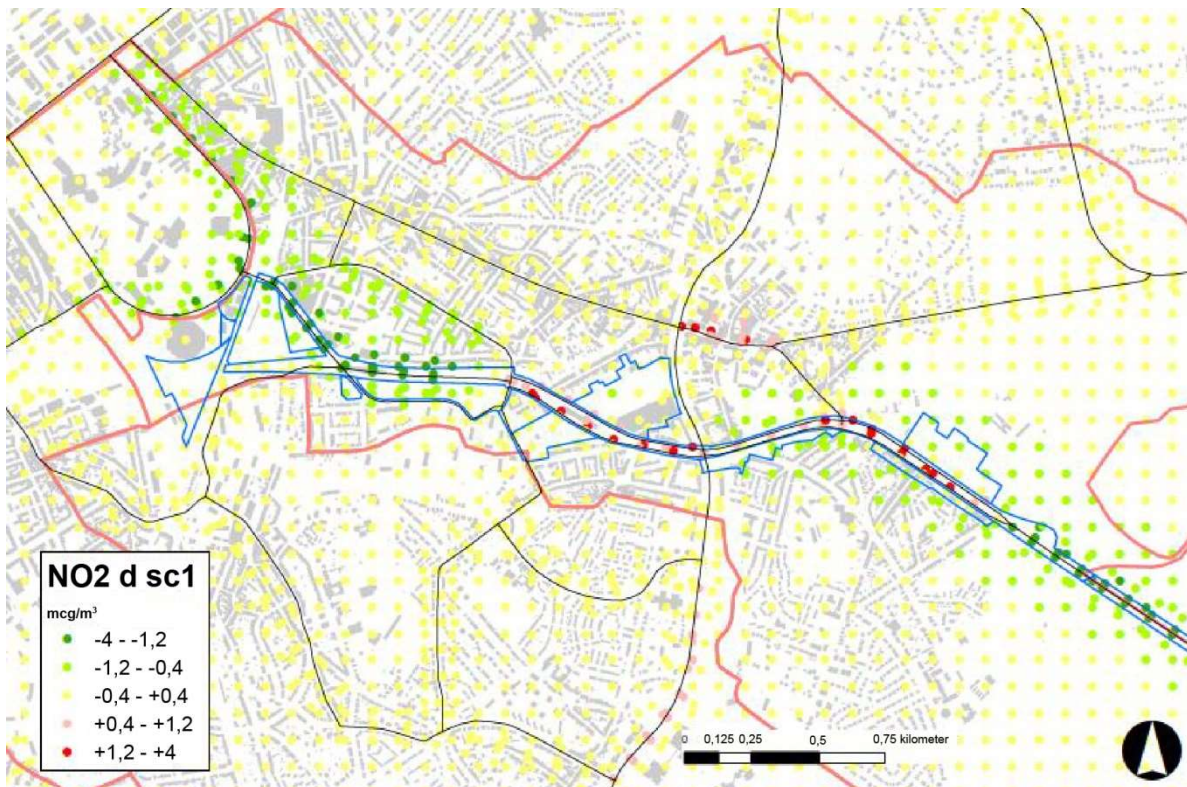 NO2 d sc1
mcg/m³
-4 - -1,2
-1,2 - -0,4
-0,4 - +0,4
+0,4 - +1,2
+1,2 - +4
0 0,125 0,25 0,5 0,75 kilometer